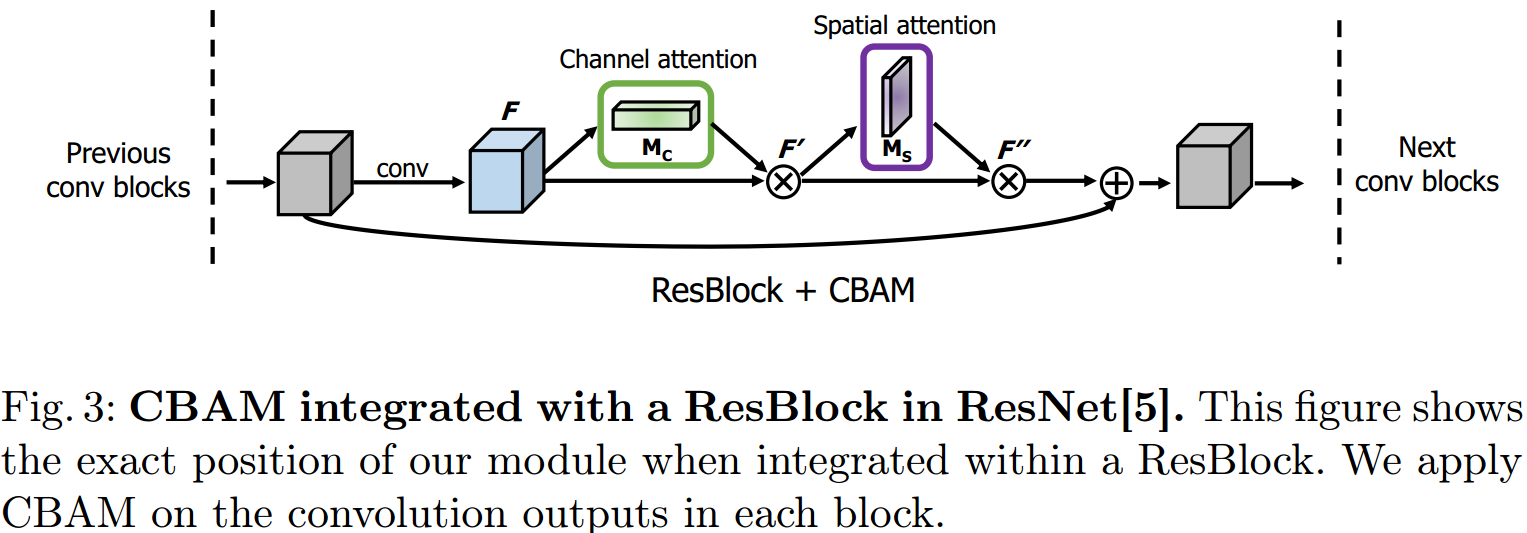 Spatial attention
Channel attention
F
Previous
conv blocks
conv
M_C
F′
M_S
F″
Next
conv blocks
ResBlock + CBAM
Fig. 3: CBAM integrated with a ResBlock in ResNet[5]. This figure shows
the exact position of our module when integrated within a ResBlock. We apply
CBAM on the convolution outputs in each block.